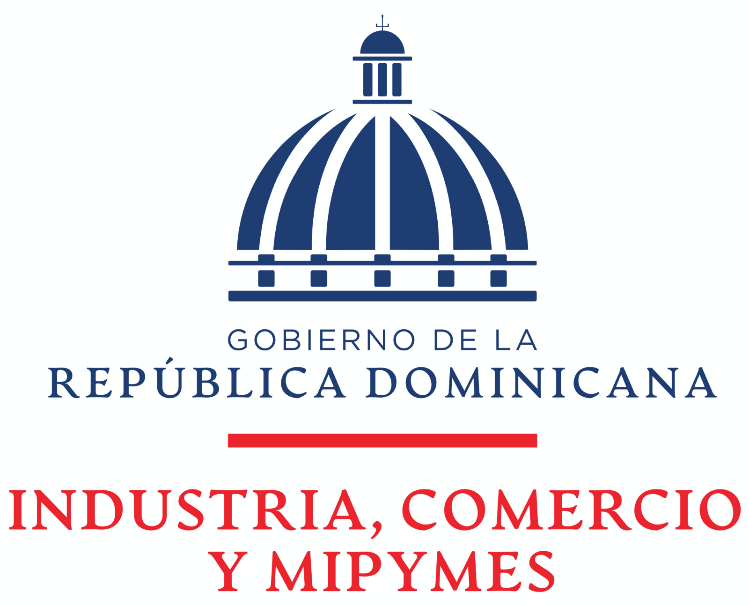 GOBIERNO DE LA
REPÚBLICA DOMINICANA
INDUSTRIA, COMERCIO
Y MIPYMES